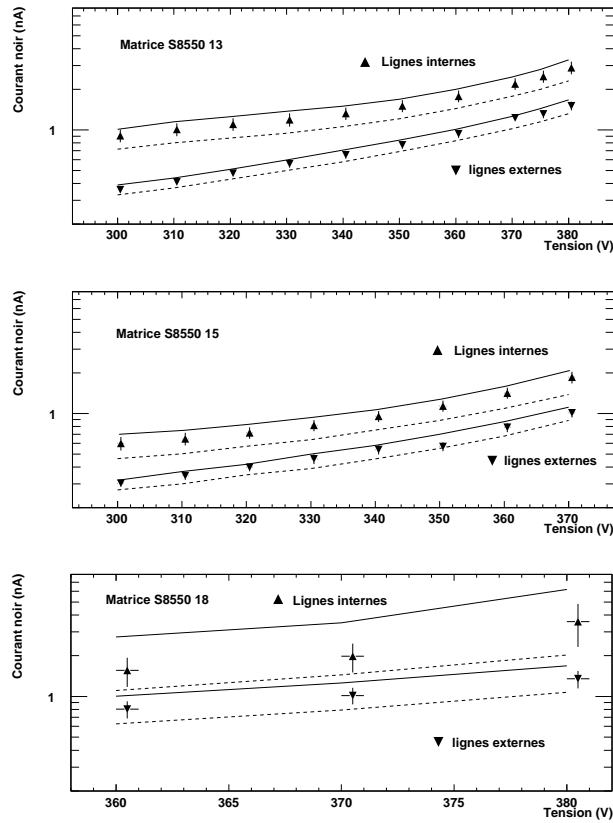 Courant noir (nA)
Matrice S8550 13
Lignes internes
1
lignes externes
300 310 320 330 340 350 360 370 380
Tension (V)
Courant noir (nA)
Matrice S8550 15
Lignes internes
1
lignes externes
300 310 320 330 340 350 360 370
Tension (V)
Courant noir (nA)
Matrice S8550 18
Lignes internes
1
lignes externes
360 365 370 375 380
Tension (V)